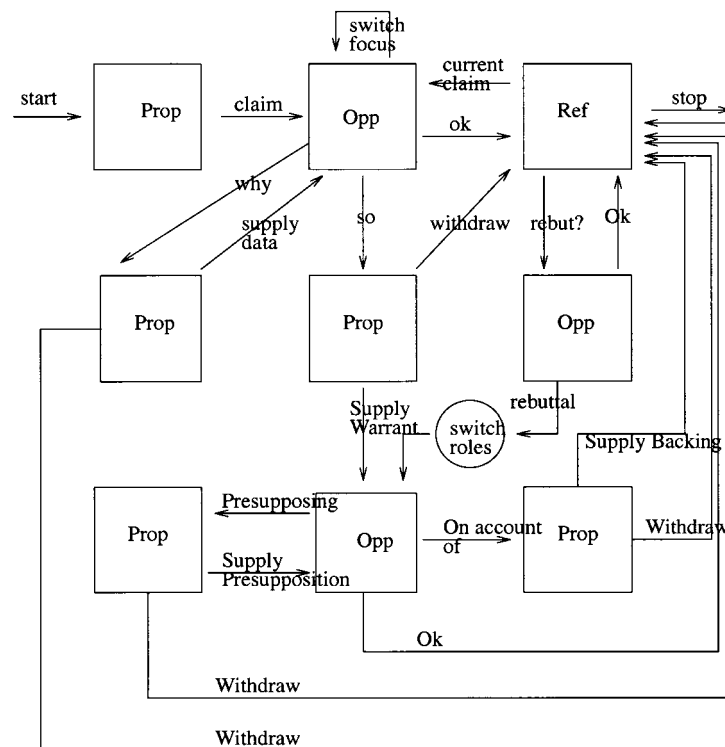 switch
focus
start
Prop
claim
Opp
current
claim
Ref
stop
ok
why
supply
data
so
withdraw
rebut?
Ok
Prop
Prop
Opp
Supply
Warrant
rebuttal
switch
roles
Supply Backing
Prop
Presupposing
Supply
Presupposition
Opp
On account
of
Prop
Withdraw
Ok
Withdraw
Withdraw